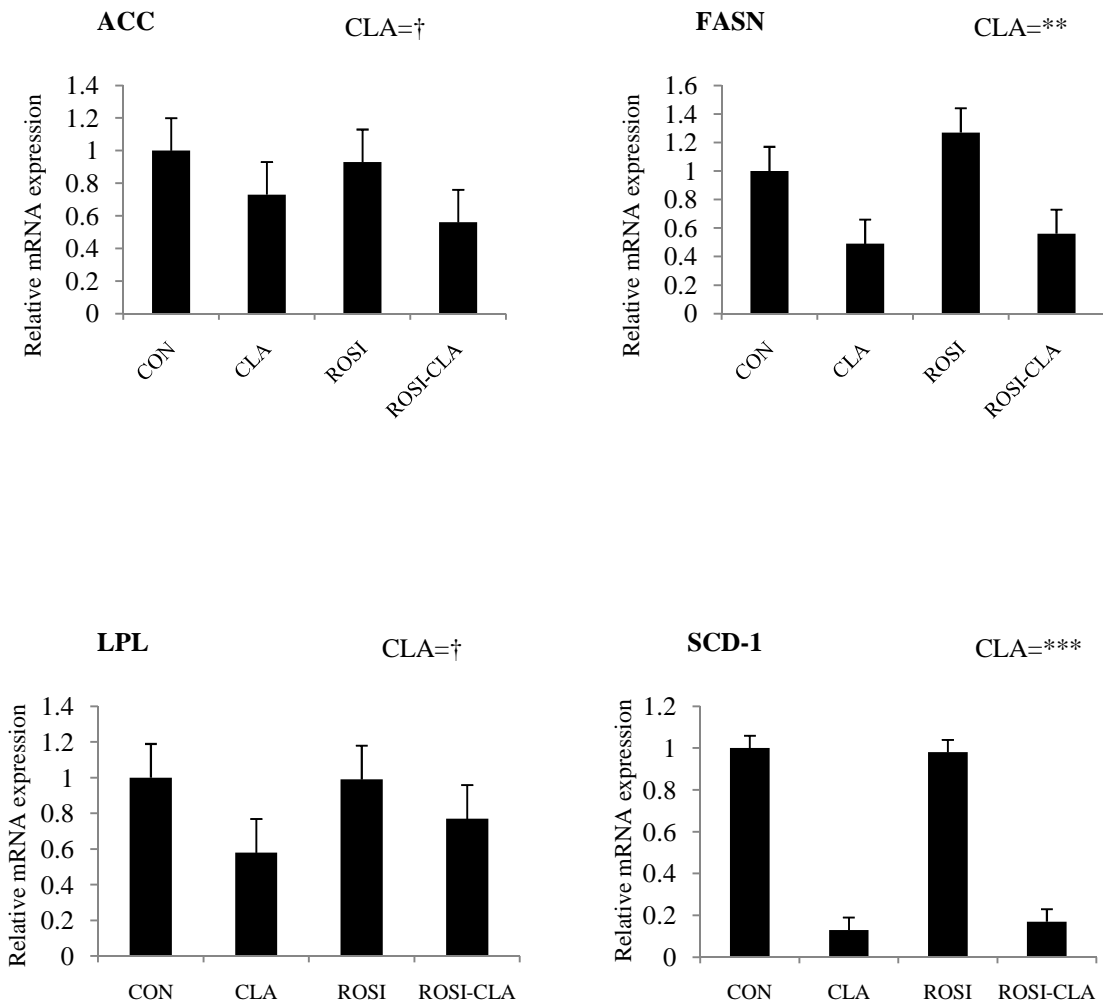 ACC
CLA=†
Relative mRNA expression
1.4
1.2
1
0.8
0.6
0.4
0.2
0
CON
CLA
ROSI
ROSI-CLA
FASN
CLA=**
Relative mRNA expression
1.6
1.4
1.2
1
0.8
0.6
0.4
0.2
0
CON
CLA
ROSI
ROSI-CLA
LPL
CLA=†
Relative mRNA expression
1.4
1.2
1
0.8
0.6
0.4
0.2
0
CON
CLA
ROSI
ROSI-CLA
SCD-1
CLA=***
Relative mRNA expression
1.2
1
0.8
0.6
0.4
0.2
0
CON
CLA
ROSI
ROSI-CLA